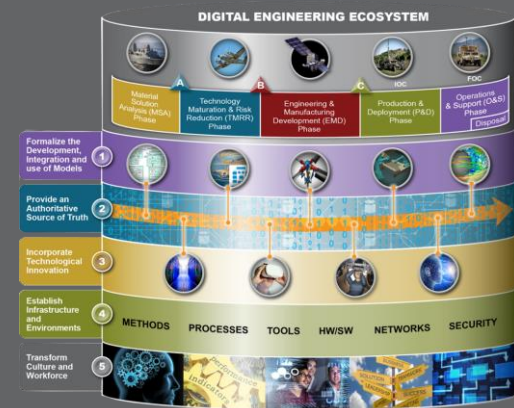 DIGITAL ENGINEERING ECOSYSTEM
IOC
FOC
A
B
C
Material
Solution
Analysis (MSA)
Phase
Technology
Maturation & Risk
Reduction (TMRR)
Phase
Engineering &
Manufacturing
Development (EMD)
Phase
Production &
Deployment (P&D)
Phase
Operations
& Support (O&S)
Phase
Disposal
Formalize the
Development,
Integration and
use of Models
1
Provide an
Authoritative
Source of Truth
2
Incorporate
Technological
Innovation
3
Establish
Infrastructure
and
Environments
4
METHODS
PROCESSES
TOOLS
HW/SW
NETWORKS
SECURITY
Transform
Culture and
Workforce
5
Performance
Indicators
SUCCESS